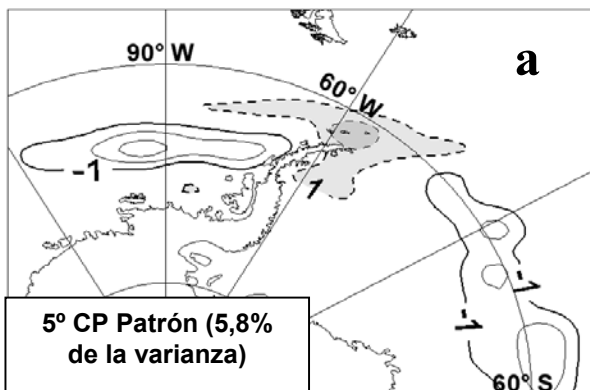 a
90° W
60° W
-1
1
-1
-1
60° S
5º CP Patrón (5,8%
de la varianza)